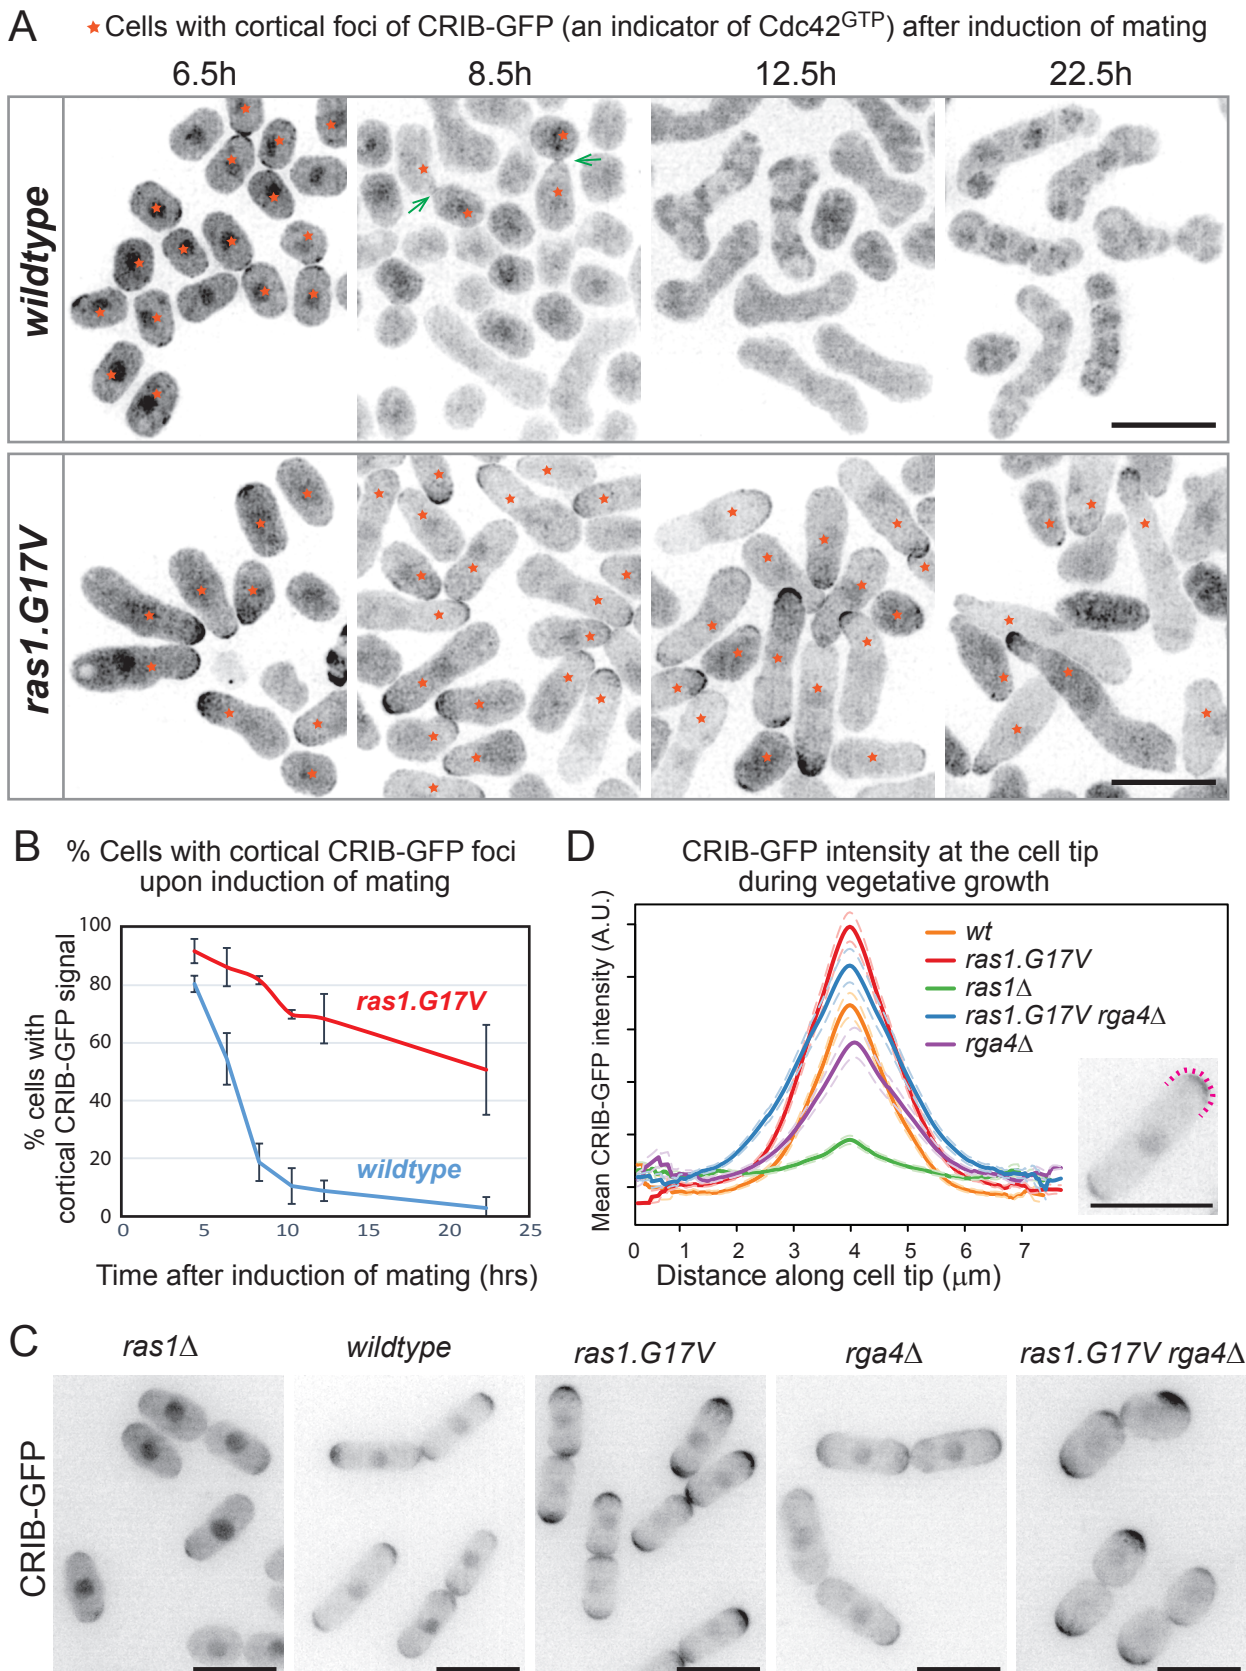 A
★ Cells with cortical foci of CRIB-GFP (an indicator of Cdc42GTP) after induction of mating
6.5h 8.5h 12.5h 22.5h
wildtype
ras1.G17V
B % Cells with cortical CRIB-GFP foci
upon induction of mating
% cells with
cortical CRIB-GFP signal
100
80
60
40
20
0
ras1.G17V
wildtype
0 5 10 15 20 25
Time after induction of mating (hrs)
D CRIB-GFP intensity at the cell tip
during vegetative growth
Mean CRIB-GFP intensity (A.U.)
wt
ras1.G17V
ras1Δ
ras1.G17V rga4Δ
rga4Δ
0 1 2 3 4 5 6 7
Distance along cell tip (μm)
C
ras1Δ wildtype ras1.G17V rga4Δ ras1.G17V rga4Δ
CRIB-GFP